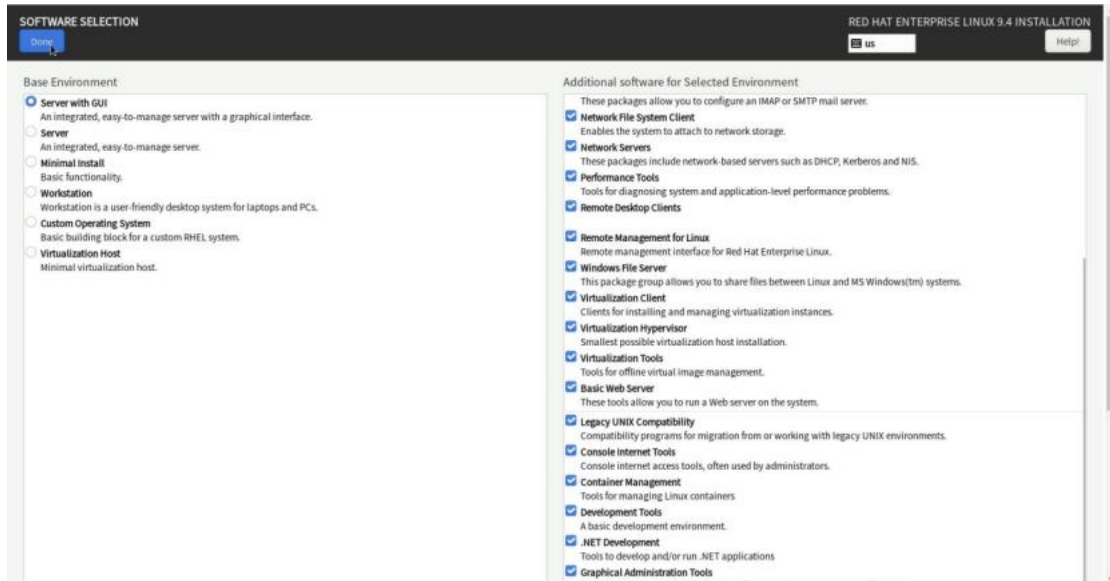 SOFTWARE SELECTION
Done
RED HAT ENTERPRISE LINUX 9.4 INSTALLATION
us
Help!
Base Environment
Server with GUI
An integrated, easy-to-manage server with a graphical interface.
Server
An integrated, easy-to-manage server.
Minimal Install
Basic functionality.
Workstation
Workstation is a user-friendly desktop system for laptops and PCs.
Custom Operating System
Basic building block for a custom RHEL system.
Virtualization Host
Minimal virtualization host.
Additional software for Selected Environment
These packages allow you to configure an IMAP or SMTP mail server.
Network File System Client
Enables the system to attach to network storage.
Network Servers
These packages include network-based servers such as DHCP, Kerberos and NIS.
Performance Tools
Tools for diagnosing system and application-level performance problems.
Remote Desktop Clients
Remote Management for Linux
Remote management interface for Red Hat Enterprise Linux.
Windows File Server
This package group allows you to share files between Linux and MS Windows(tm) systems.
Virtualization Client
Clients for installing and managing virtualization instances.
Virtualization Hypervisor
Smallest possible virtualization host installation.
Virtualization Tools
Tools for offline virtual image management.
Basic Web Server
These tools allow you to run a Web server on the system.
Legacy UNIX Compatibility
Compatibility programs for migration from or working with legacy UNIX environments.
Console Internet Tools
Console internet access tools, often used by administrators.
Container Management
Tools for managing Linux containers
Development Tools
A basic development environment.
.NET Development
Tools to develop and/or run .NET applications
Graphical Administration Tools